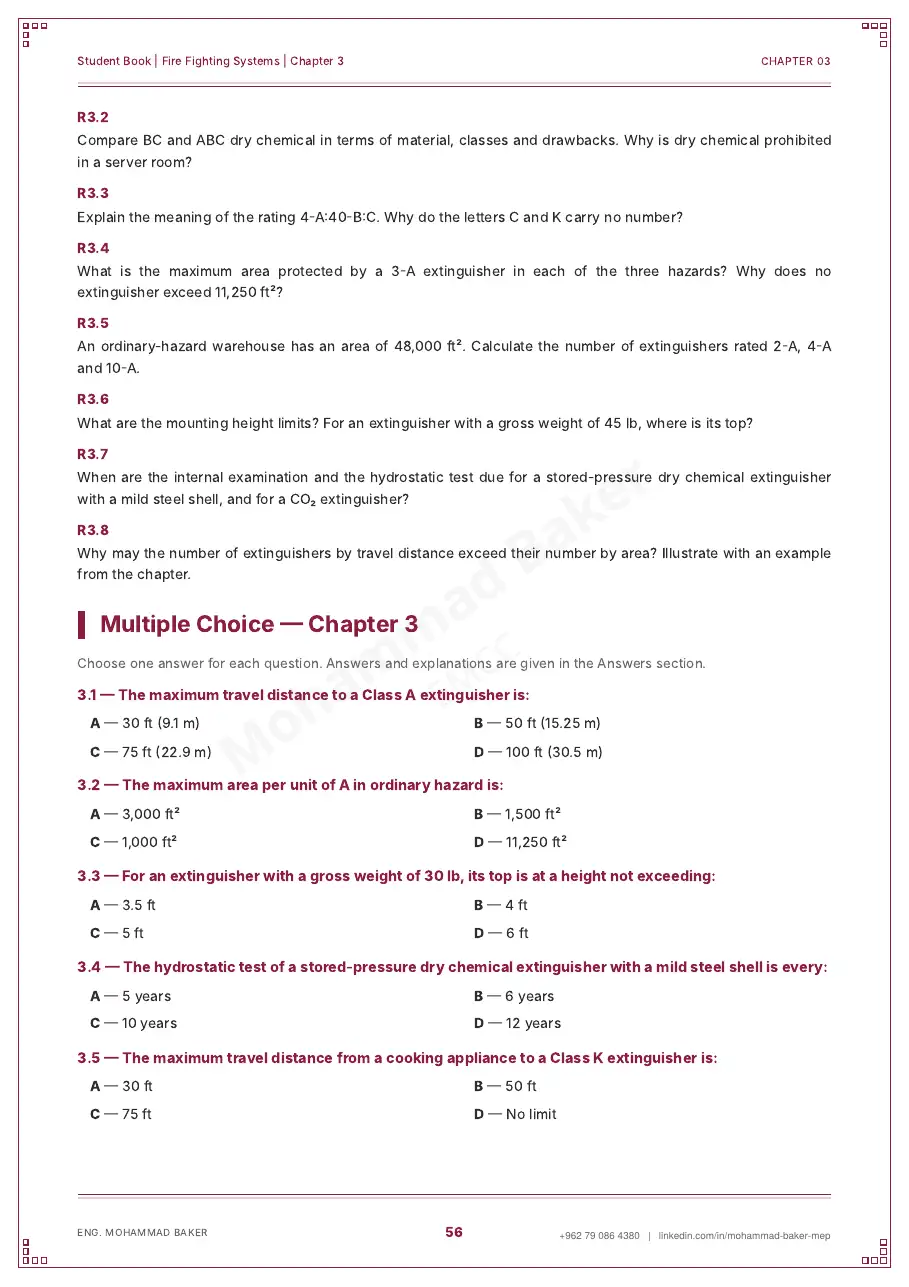 Student Book | Fire Fighting Systems | Chapter 3
CHAPTER 03
R3.2
Compare BC and ABC dry chemical in terms of material, classes and drawbacks. Why is dry chemical prohibited
in a server room?
R3.3
Explain the meaning of the rating 4-A:40-B:C. Why do the letters C and K carry no number?
R3.4
What is the maximum area protected by a 3-A extinguisher in each of the three hazards? Why does no
extinguisher exceed 11,250 ft²?
R3.5
An ordinary-hazard warehouse has an area of 48,000 ft². Calculate the number of extinguishers rated 2-A, 4-A
and 10-A.
R3.6
What are the mounting height limits? For an extinguisher with a gross weight of 45 lb, where is its top?
R3.7
When are the internal examination and the hydrostatic test due for a stored-pressure dry chemical extinguisher
with a mild steel shell, and for a CO₂ extinguisher?
R3.8
Why may the number of extinguishers by travel distance exceed their number by area? Illustrate with an example
from the chapter.
Multiple Choice — Chapter 3
Choose one answer for each question. Answers and explanations are given in the Answers section.
3.1 — The maximum travel distance to a Class A extinguisher is:
A — 30 ft (9.1 m)
B — 50 ft (15.25 m)
C — 75 ft (22.9 m)
D — 100 ft (30.5 m)
3.2 — The maximum area per unit of A in ordinary hazard is:
A — 3,000 ft²
B — 1,500 ft²
C — 1,000 ft²
D — 11,250 ft²
3.3 — For an extinguisher with a gross weight of 30 lb, its top is at a height not exceeding:
A — 3.5 ft
B — 4 ft
C — 5 ft
D — 6 ft
3.4 — The hydrostatic test of a stored-pressure dry chemical extinguisher with a mild steel shell is every:
A — 5 years
B — 6 years
C — 10 years
D — 12 years
3.5 — The maximum travel distance from a cooking appliance to a Class K extinguisher is:
A — 30 ft
B — 50 ft
C — 75 ft
D — No limit
Mohammad Baker
ENG. MOHAMMAD BAKER
56
+962 79 086 4380 | linkedin.com/in/mohammad-baker-mep